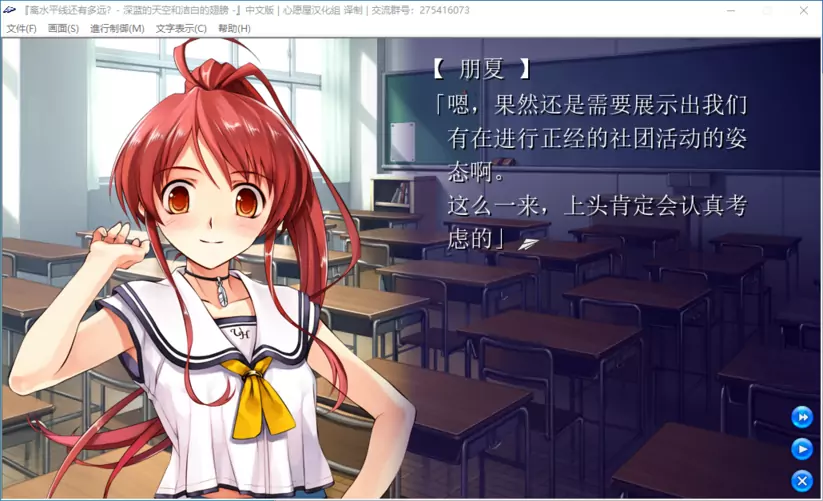 『离水平线还有多远？- 深蓝的天空和洁白的翅膀 -』中文版 | 心愿屋汉化组 译制 | 交流群号：275416073
文件(F) 画面(S) 進行制御(M) 文字表示(C) 帮助(H)
【 朋夏 】
「嗯，果然还是需要展示出我们
有在进行正经的社团活动的姿
态啊。
这么一来，上头肯定会认真考
虑的」
UH